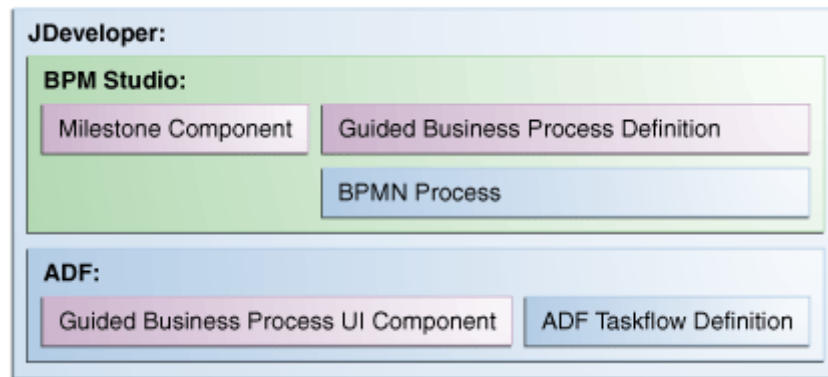 JDeveloper:
BPM Studio:
Milestone Component
Guided Business Process Definition
BPMN Process
ADF:
Guided Business Process UI Component
ADF Taskflow Definition